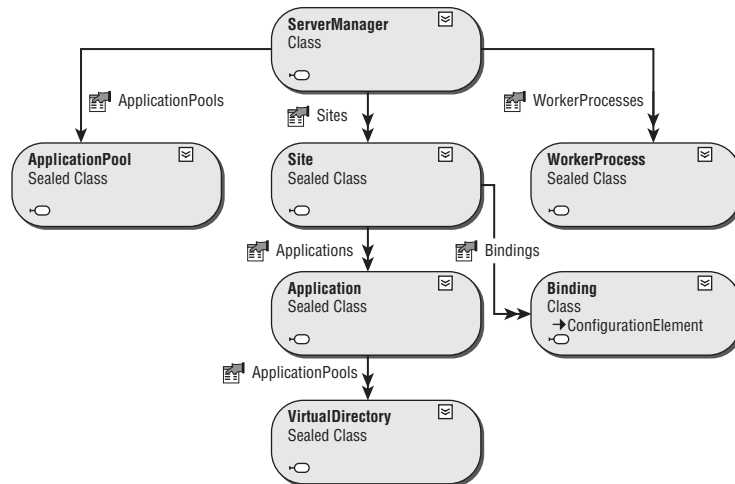 ServerManager
Class
ApplicationPools
Sites
WorkerProcesses
ApplicationPool
Sealed Class
Site
Sealed Class
WorkerProcess
Sealed Class
Applications
Bindings
Application
Sealed Class
Binding
Class
ConfigurationElement
ApplicationPools
VirtualDirectory
Sealed Class